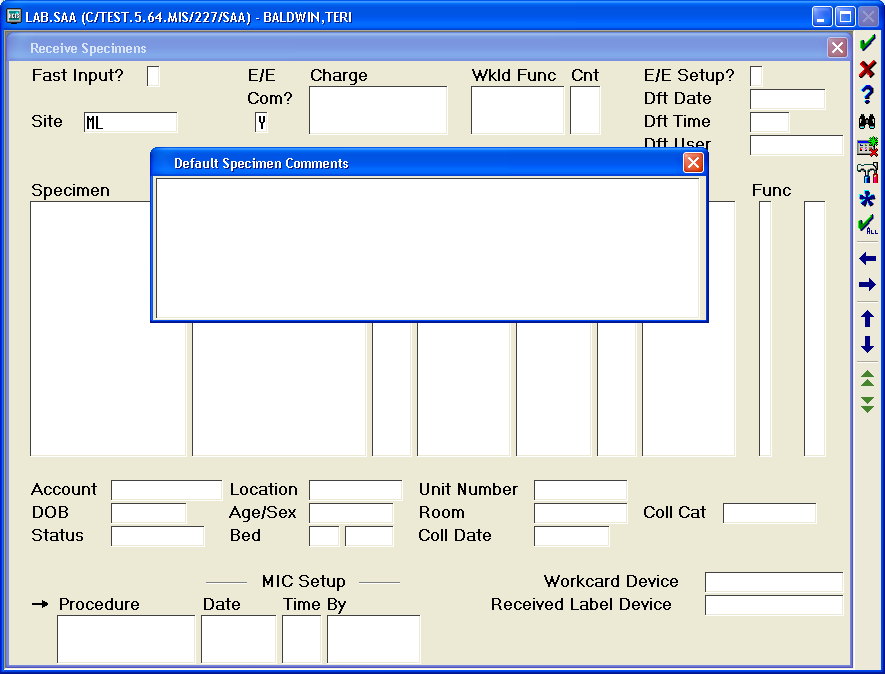 LAB.SAA (C/TEST.5.64.MIS/227/SAA) - BALDWIN,TERI
Receive Specimens
Fast Input? E/E Charge Wkld Func Cnt E/E Setup?
Com? Dft Date
Site ML Y Dft Time
Dft User
Default Specimen Comments
Specimen Func
ALL
Account Location Unit Number
DOB Age/Sex Room Coll Cat
Status Bed Coll Date
MIC Setup Workcard Device
Procedure Date Time By Received Label Device